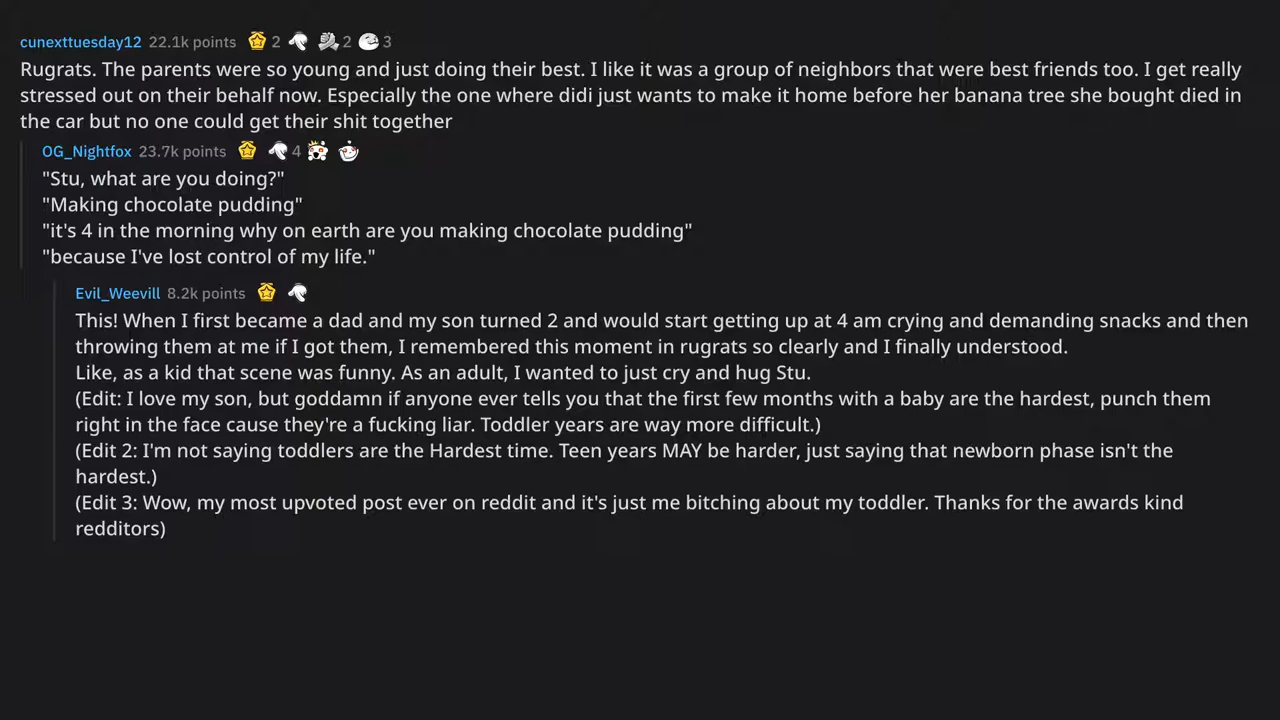 cunexttuesday12 22.1k points 2 2 3
Rugrats. The parents were so young and just doing their best. I like it was a group of neighbors that were best friends too. I get really
stressed out on their behalf now. Especially the one where didi just wants to make it home before her banana tree she bought died in
the car but no one could get their shit together
OG_Nightfox 23.7k points 4
"Stu, what are you doing?"
"Making chocolate pudding"
"it's 4 in the morning why on earth are you making chocolate pudding"
"because I've lost control of my life."
Evil_Weevill 8.2k points
This! When I first became a dad and my son turned 2 and would start getting up at 4 am crying and demanding snacks and then
throwing them at me if I got them, I remembered this moment in rugrats so clearly and I finally understood.
Like, as a kid that scene was funny. As an adult, I wanted to just cry and hug Stu.
(Edit: I love my son, but goddamn if anyone ever tells you that the first few months with a baby are the hardest, punch them
right in the face cause they're a fucking liar. Toddler years are way more difficult.)
(Edit 2: I'm not saying toddlers are the Hardest time. Teen years MAY be harder, just saying that newborn phase isn't the
hardest.)
(Edit 3: Wow, my most upvoted post ever on reddit and it's just me bitching about my toddler. Thanks for the awards kind
redditors)